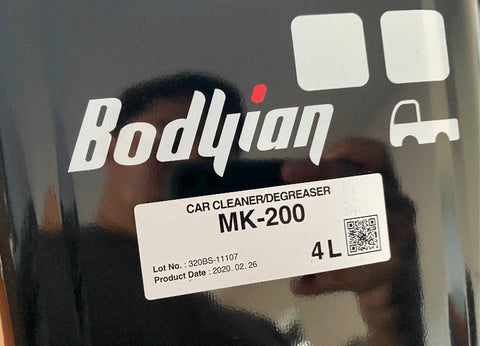 Bodyian
CAR CLEANER/DEGREASER
MK-200
4 L
Lot No. : 320BS-11107
Product Date : 2020. 02. 26